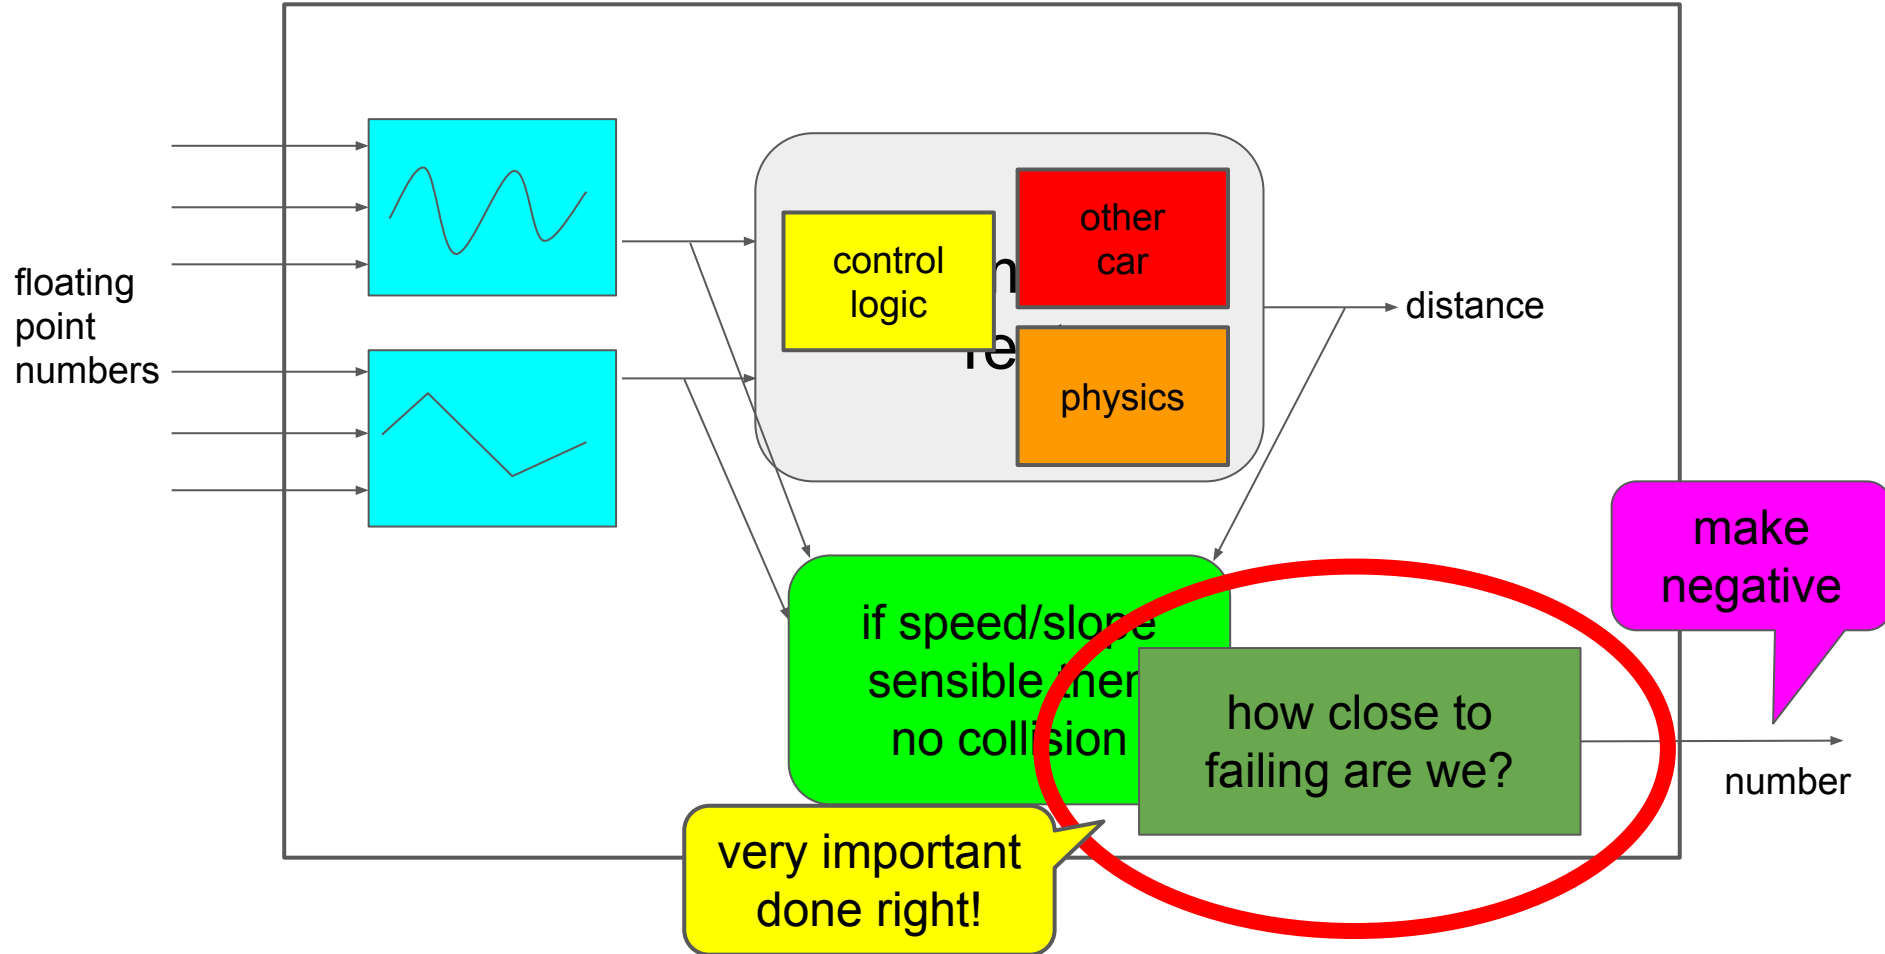 floating
point
numbers
control
logic
other
car
physics
distance
if speed/slope
sensible then
no collision
how close to
failing are we?
very important
done right!
make
negative
number